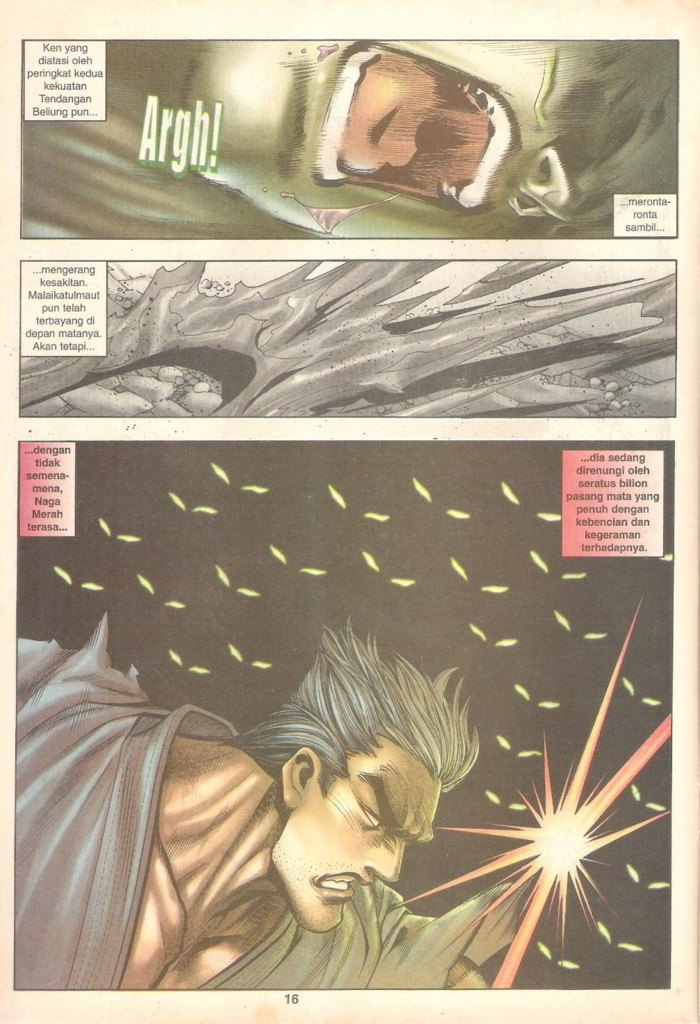 Ken yang
diatasi oleh
peringkat kedua
kekuatan
Tendangan
Beliung pun...
Argh!
...meronta-
ronta
sambil...
...mengerang
kesakitan.
Malaikatulmaut
pun telah
terbayang di
depan matanya.
Akan tetapi...
...dengan
tidak
semena-
mena,
Naga
Merah
terasa...
...dia sedang
direnungi oleh
seratus bilion
pasang mata yang
penuh dengan
kebencian dan
kegeraman
terhadapnya.
16